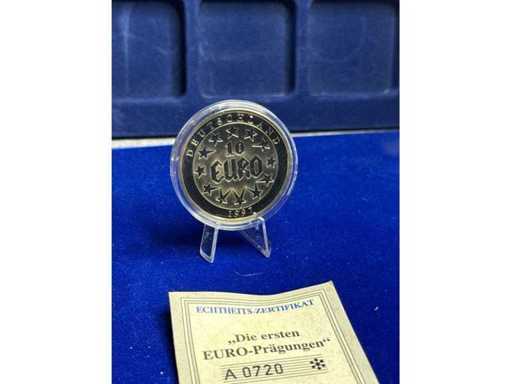 DEUTSCHLAND
10
EURO
ECHTHEITS-ZERTIFIKAT
„Die ersten
EURO-Prägungen“
A 0720